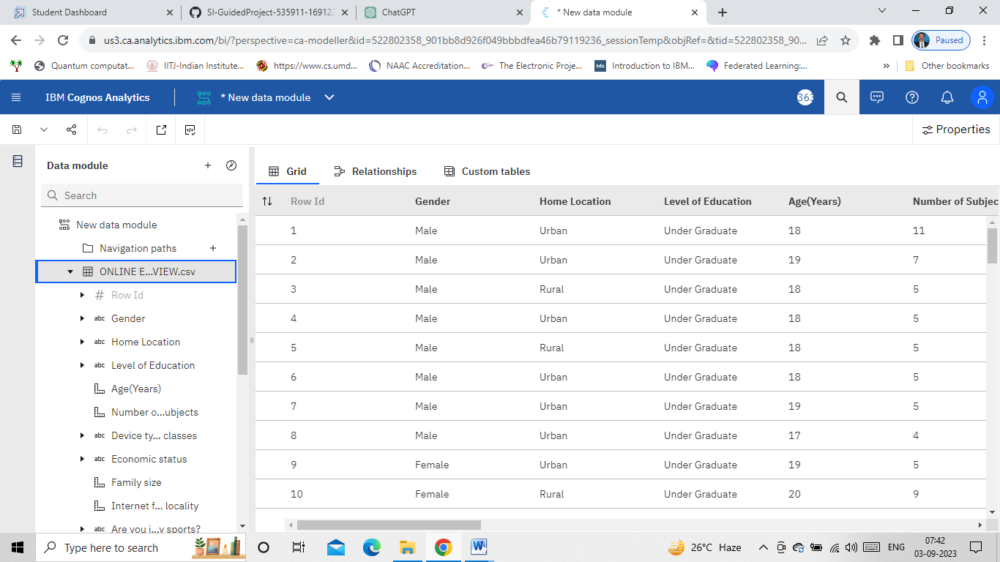 Student Dashboard
SI-GuidedProject-535911-169122
ChatGPT
* New data module
us3.ca.analytics.ibm.com/bi/?perspective=ca-modeller&id=522802358_901bb8d926f049bbbdfea46b79119236_sessionTemp&objRef=&tid=522802358_90...
Paused
Quantum computat...
IITJ-Indian Institute...
https://www.cs.umd...
NAAC Accreditation...
The Electronic Proje...
tds
Introduction to IBM...
Federated Learning:...
»
Other bookmarks
IBM Cognos Analytics
* New data module
363
Properties
Data module
Grid
Relationships
Custom tables
Search
New data module
Navigation paths
ONLINE E...VIEW.csv
# Row Id
abc Gender
abc Home Location
abc Level of Education
Age(Years)
Number o...ubjects
abc Device ty... classes
abc Economic status
Family size
Internet f... locality
abc Are you i...v sports?
Row Id Gender Home Location Level of Education Age(Years) Number of Subjec
1 Male Urban Under Graduate 18 11
2 Male Urban Under Graduate 19 7
3 Male Rural Under Graduate 18 5
4 Male Urban Under Graduate 18 5
5 Male Rural Under Graduate 18 5
6 Male Urban Under Graduate 18 5
7 Male Urban Under Graduate 19 5
8 Male Urban Under Graduate 17 4
9 Female Urban Under Graduate 19 5
10 Female Rural Under Graduate 20 9
Type here to search
26°C Haze
ENG
07:42
03-09-2023